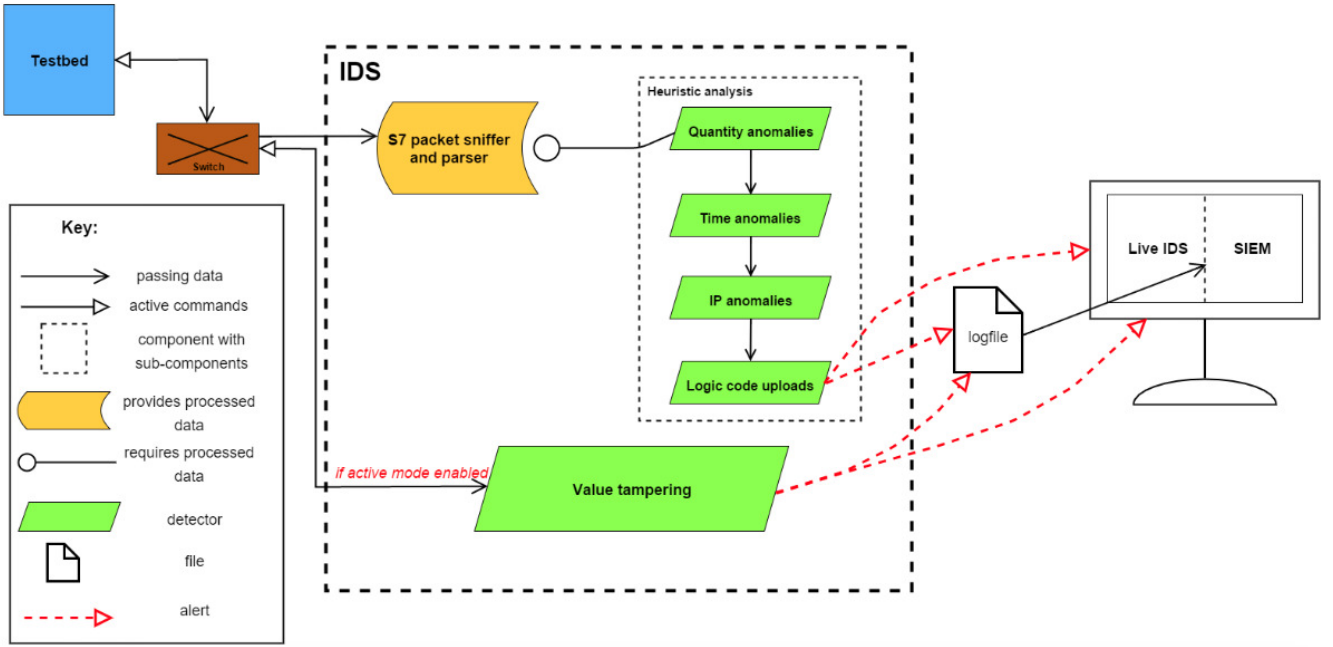 Testbed
Switch
IDS
S7 packet sniffer
and parser
Heuristic analysis
Quantity anomalies
Time anomalies
IP anomalies
Logic code uploads
if active mode enabled
Value tampering
logfile
Live IDS
SIEM
Key:
passing data
active commands
component with
sub-components
provides processed
data
requires processed
data
detector
file
alert